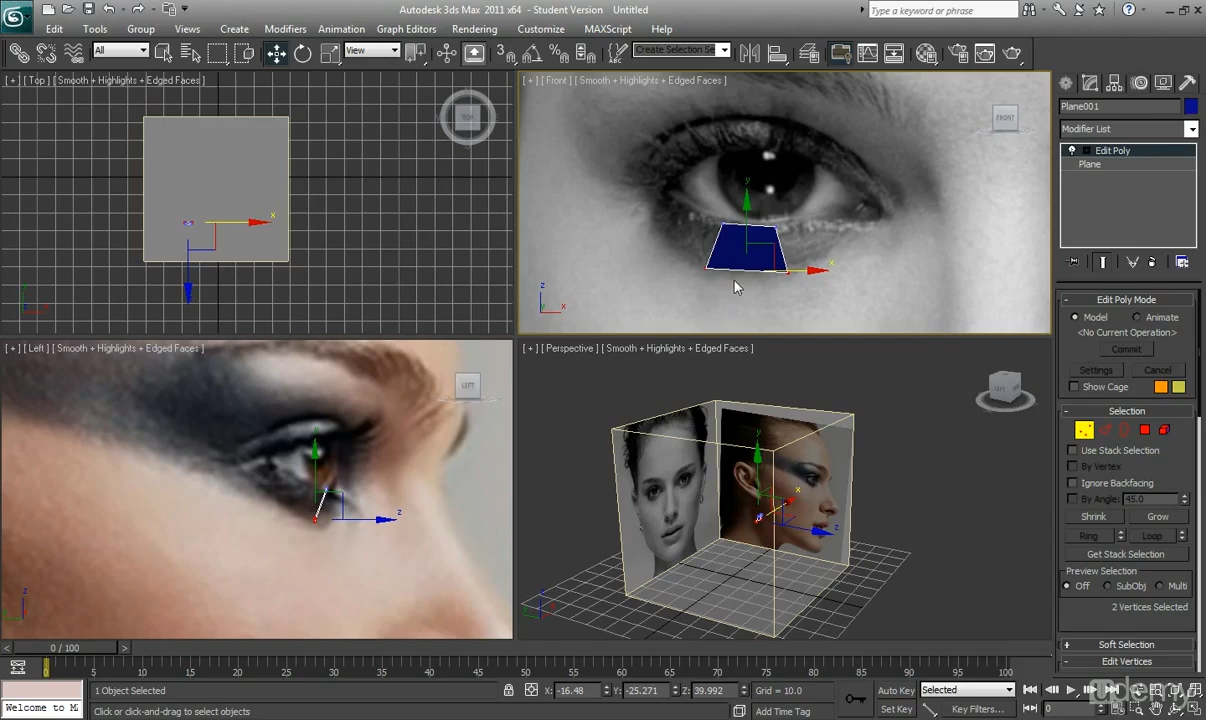 Autodesk 3ds Max 2011 x64 - Student Version Untitled
Type a keyword or phrase
Edit Tools Group Views Create Modifiers Animation Graph Editors Rendering Customize MAXScript Help
All View Create Selection Se
[ + ] [ Top ] [ Smooth + Highlights + Edged Faces ]
[ + ] [ Front ] [ Smooth + Highlights + Edged Faces ]
TOP
FRONT
Plane001
Modifier List
Edit Poly
Plane
x
y
x
z
x
Edit Poly Mode
Model Animate
<No Current Operation>
Commit
Settings Cancel
Show Cage
[ + ] [ Left ] [ Smooth + Highlights + Edged Faces ]
[ + ] [ Perspective ] [ Smooth + Highlights + Edged Faces ]
LEFT
Selection
Use Stack Selection
By Vertex
Ignore Backfacing
By Angle: 45.0
Shrink Grow
Ring Loop
Get Stack Selection
Preview Selection
Off SubObj Multi
2 Vertices Selected
y
z
y
x
z
z
Soft Selection
Edit Vertices
0 / 100
0 5 10 15 20 25 30 35 40 45 50 55 60 65 70 75 80 85 90 95 100
1 Object Selected X: -16.48 Y: -25.271 Z: 39.992 Grid = 10.0 Auto Key Selected
Welcome to M
Click or click-and-drag to select objects Add Time Tag Set Key Key Filters... 0
udemy